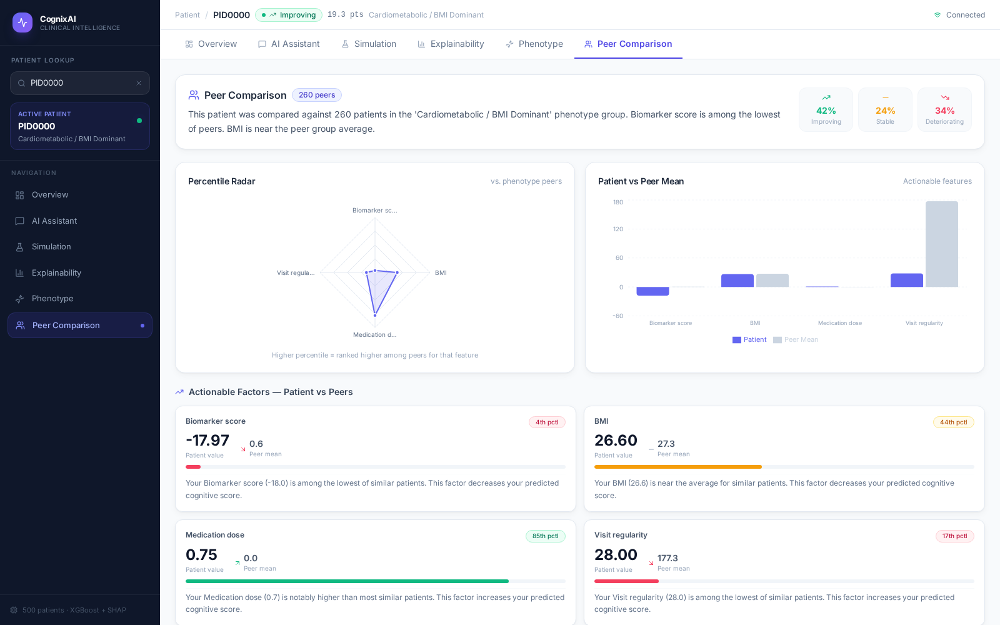 CognixAI
CLINICAL INTELLIGENCE
PATIENT LOOKUP
PID0000
ACTIVE PATIENT
PID0000
Cardiometabolic / BMI Dominant
NAVIGATION
Overview
AI Assistant
Simulation
Explainability
Phenotype
Peer Comparison
500 patients · XGBoost + SHAP
Patient / PID0000 Improving 19.3 pts Cardiometabolic / BMI Dominant
Connected
Overview AI Assistant Simulation Explainability Phenotype Peer Comparison
Peer Comparison 260 peers
This patient was compared against 260 patients in the 'Cardiometabolic / BMI Dominant' phenotype group. Biomarker score is among the lowest
of peers. BMI is near the peer group average.
42%
Improving
24%
Stable
34%
Deteriorating
Percentile Radar
vs. phenotype peers
Biomarker sc...
Visit regula...
BMI
Medication d...
Higher percentile = ranked higher among peers for that feature
Patient vs Peer Mean
Actionable features
180
120
60
0
-60
Biomarker score BMI Medication dose Visit regularity
Patient Peer Mean
Actionable Factors — Patient vs Peers
Biomarker score
4th pctl
-17.97
0.6
Patient value
Peer mean
Your Biomarker score (-18.0) is among the lowest of similar patients. This factor decreases your predicted
cognitive score.
BMI
44th pctl
26.60
27.3
Patient value
Peer mean
Your BMI (26.6) is near the average for similar patients. This factor decreases your predicted cognitive
score.
Medication dose
85th pctl
0.75
0.0
Patient value
Peer mean
Your Medication dose (0.7) is notably higher than most similar patients. This factor increases your predicted
cognitive score.
Visit regularity
17th pctl
28.00
177.3
Patient value
Peer mean
Your Visit regularity (28.0) is among the lowest of similar patients. This factor increases your predicted
cognitive score.